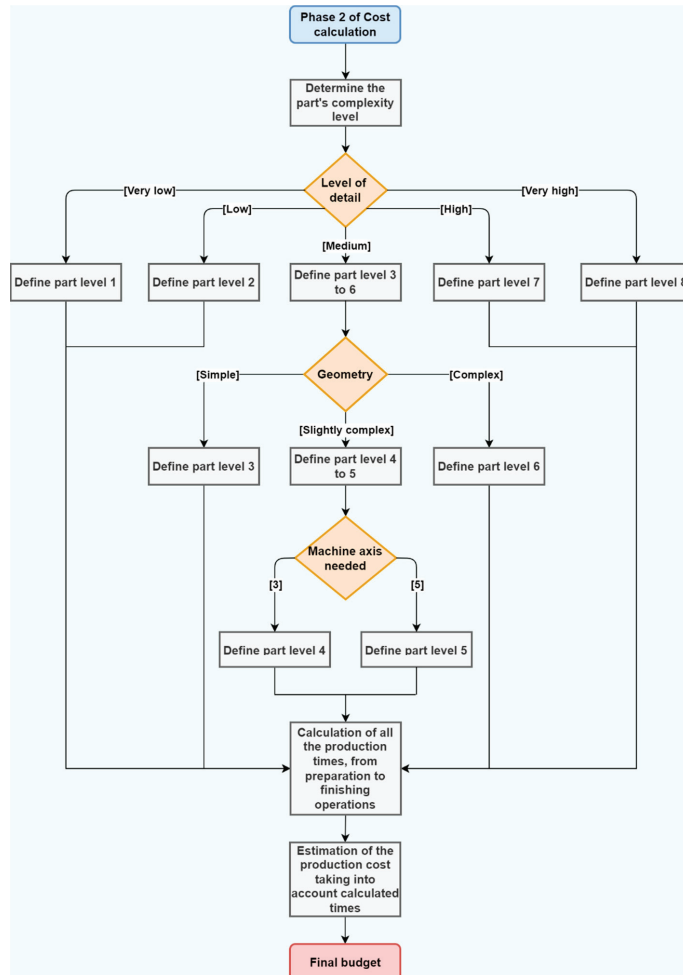 Phase 2 of Cost
calculation
Determine the
part's complexity
level
Level of
detail
[Very low]
[Very high]
[Low]
[High]
[Medium]
Define part level 1
Define part level 2
Define part level 3
to 6
Define part level 7
Define part level 8
Geometry
[Simple]
[Complex]
[Slightly complex]
Define part level 3
Define part level 4
to 5
Define part level 6
Machine axis
needed
[3]
[5]
Define part level 4
Define part level 5
Calculation of all
the production
times, from
preparation to
finishing
operations
Estimation of the
production cost
taking into
account calculated
times
Final budget